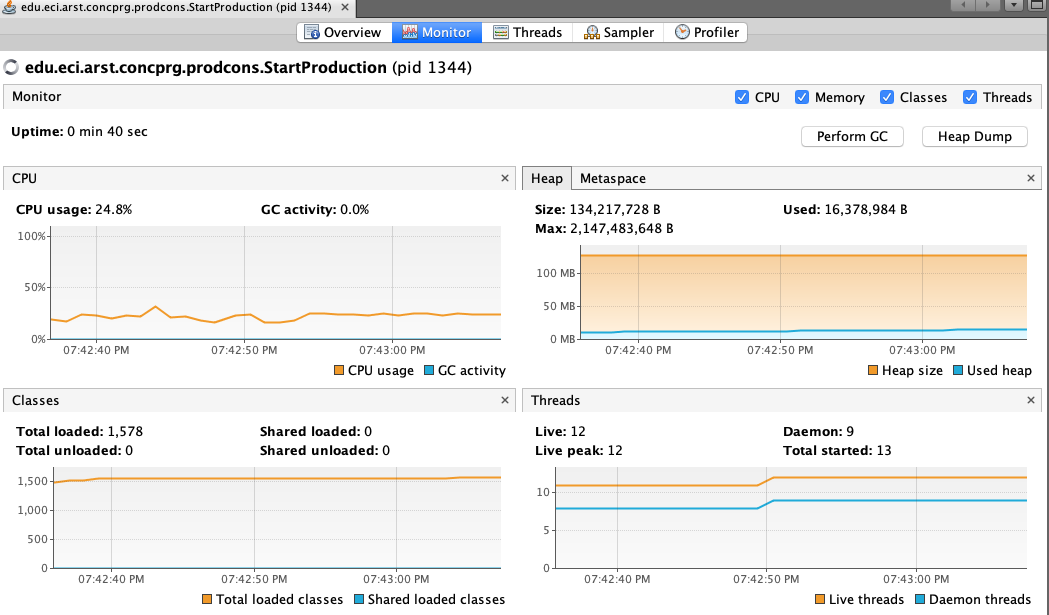 edu.eci.arst.concprg.prodcons.StartProduction (pid 1344)
Overview Monitor Threads Sampler Profiler
edu.eci.arst.concprg.prodcons.StartProduction (pid 1344)
Monitor CPU Memory Classes Threads
Uptime: 0 min 40 sec
Perform GC Heap Dump
CPU
CPU usage: 24.8% GC activity: 0.0%
100%
50%
0%
07:42:40 PM 07:42:50 PM 07:43:00 PM
CPU usage GC activity
Heap Metaspace
Size: 134,217,728 B Used: 16,378,984 B
Max: 2,147,483,648 B
100 MB
50 MB
0 MB
07:42:40 PM 07:42:50 PM 07:43:00 PM
Heap size Used heap
Classes
Total loaded: 1,578 Shared loaded: 0
Total unloaded: 0 Shared unloaded: 0
1,500
1,000
500
0
07:42:40 PM 07:42:50 PM 07:43:00 PM
Total loaded classes Shared loaded classes
Threads
Live: 12 Daemon: 9
Live peak: 12 Total started: 13
10
5
0
07:42:40 PM 07:42:50 PM 07:43:00 PM
Live threads Daemon threads